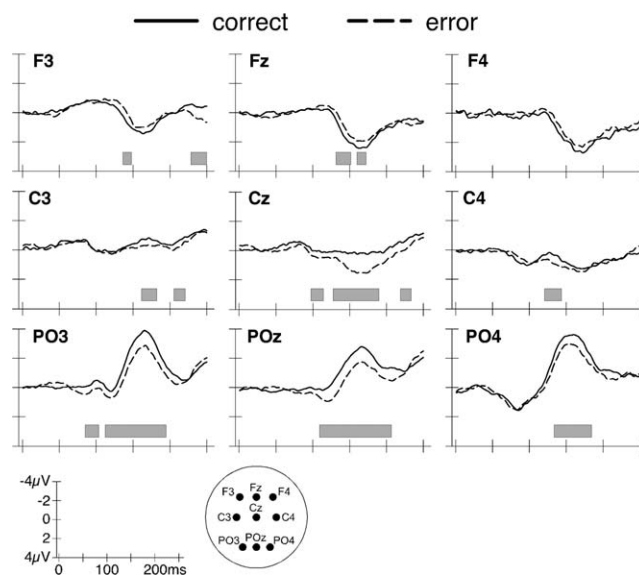 correct error
F3 Fz F4
C3 Cz C4
PO3 POz PO4
-4µV
-2
0
2
4µV
0 100 200ms
F3 Fz F4
C3 Cz C4
PO3 POz PO4